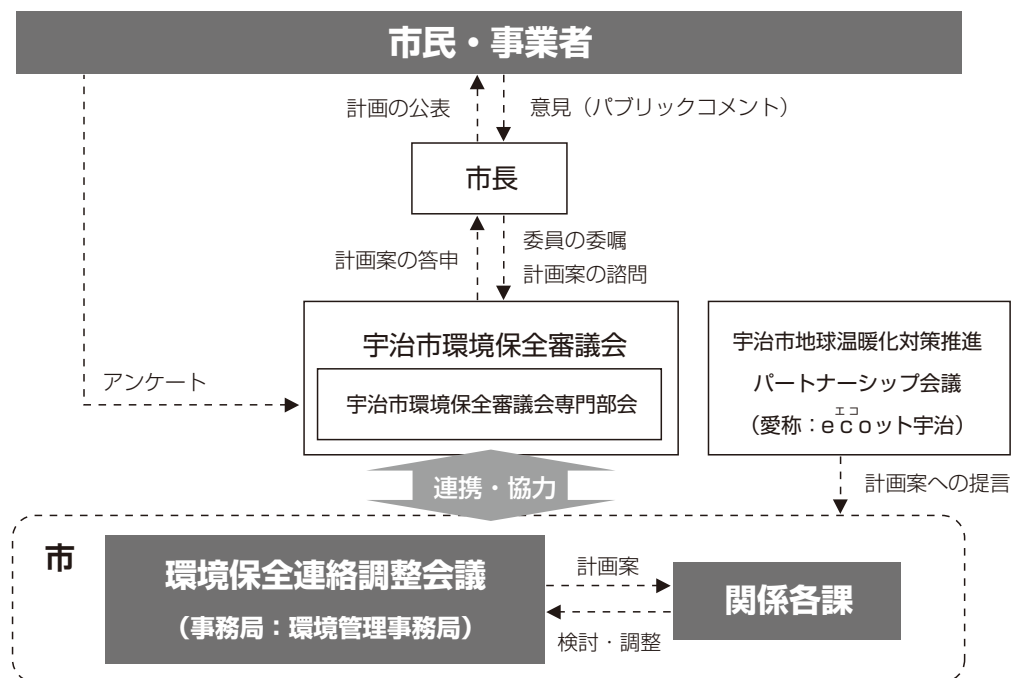 市民・事業者
計画の公表
意見（パブリックコメント）
市長
計画案の答申
委員の委嘱
計画案の諮問
宇治市環境保全審議会
宇治市環境保全審議会専門部会
アンケート
宇治市地球温暖化対策推進
パートナーシップ会議
エコ
（愛称：ecoット宇治）
連携・協力
計画案への提言
市
環境保全連絡調整会議
（事務局：環境管理事務局）
計画案
検討・調整
関係各課